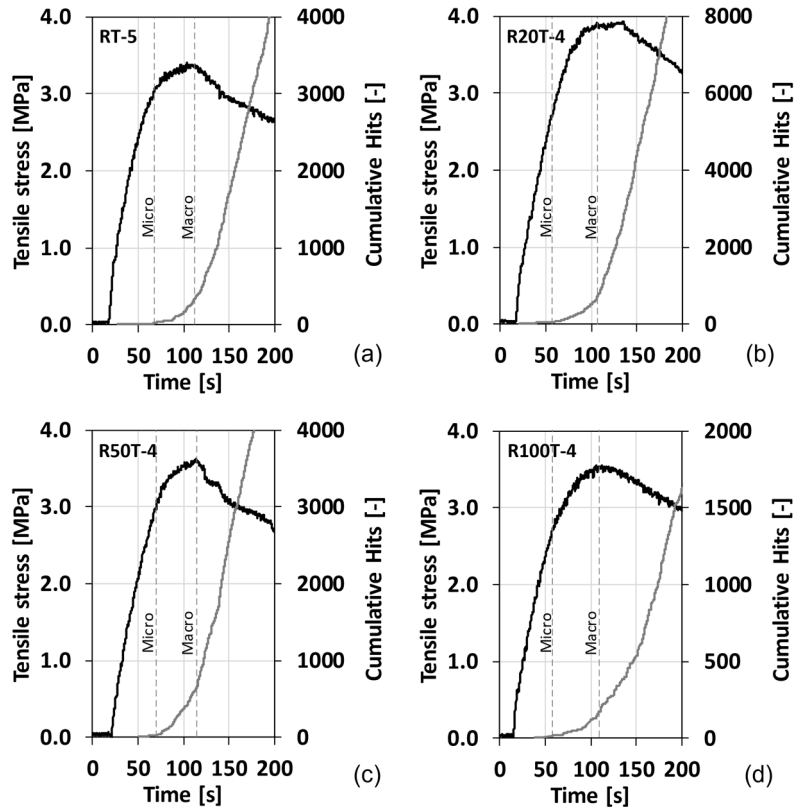 RT-5
4.0
3.0
2.0
1.0
0.0
Tensile stress [MPa]
4000
3000
2000
1000
0
Cumulative Hits [-]
Micro
Macro
0 50 100 150 200
Time [s]
(a)
R20T-4
4.0
3.0
2.0
1.0
0.0
Tensile stress [MPa]
8000
6000
4000
2000
0
Cumulative Hits [-]
Micro
Macro
0 50 100 150 200
Time [s]
(b)
R50T-4
4.0
3.0
2.0
1.0
0.0
Tensile stress [MPa]
4000
3000
2000
1000
0
Cumulative Hits [-]
Micro
Macro
0 50 100 150 200
Time [s]
(c)
R100T-4
4.0
3.0
2.0
1.0
0.0
Tensile stress [MPa]
2000
1500
1000
500
0
Cumulative Hits [-]
Micro
Macro
0 50 100 150 200
Time [s]
(d)